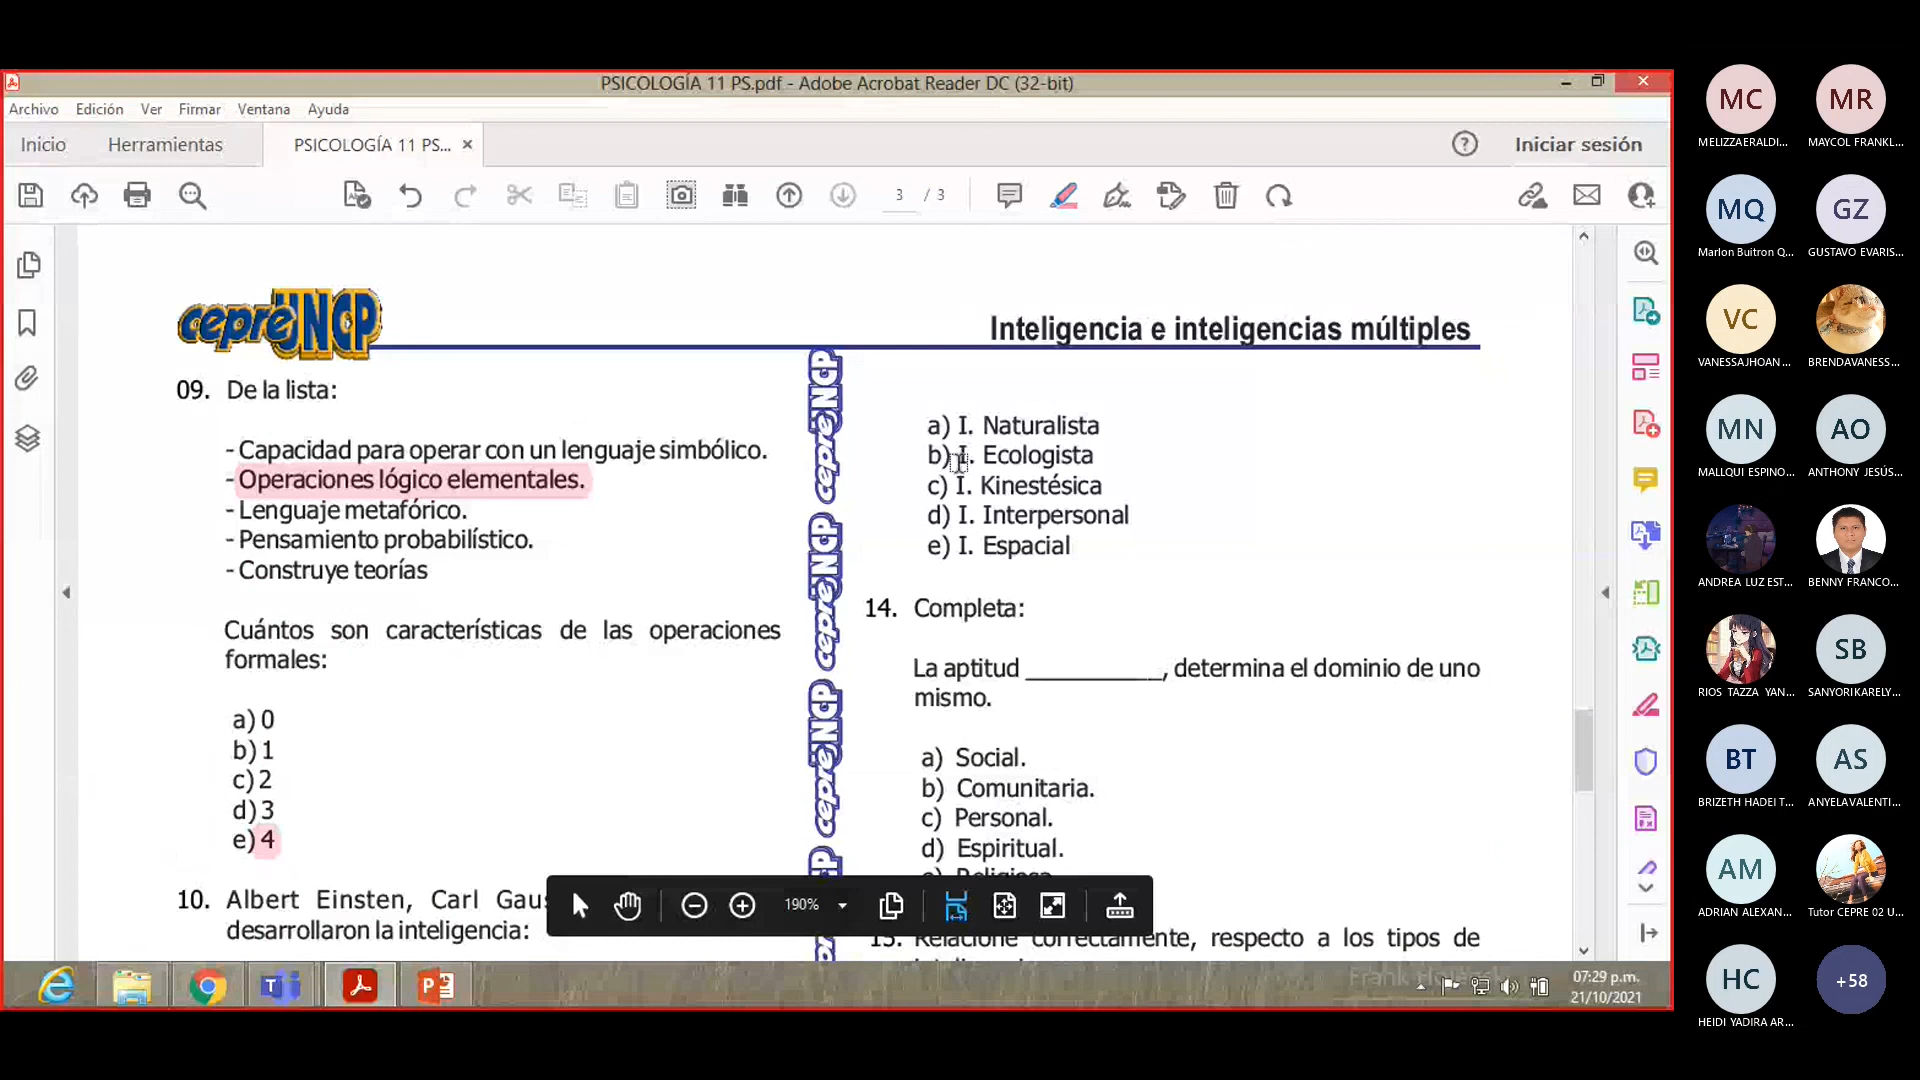 PSICOLOGÍA 11 PS.pdf - Adobe Acrobat Reader DC (32-bit)
Archivo Edición Ver Firmar Ventana Ayuda
Inicio Herramientas PSICOLOGÍA 11 PS... × Iniciar sesión
3 / 3
cepreUNCP
Inteligencia e inteligencias múltiples
09. De la lista:
- Capacidad para operar con un lenguaje simbólico.
- Operaciones lógico elementales.
- Lenguaje metafórico.
- Pensamiento probabilístico.
- Construye teorías
Cuántos son características de las operaciones
formales:
a) 0
b) 1
c) 2
d) 3
e) 4
10. Albert Einsten, Carl Gaus
desarrollaron la inteligencia:
cepreUNCP
cepreUNCP
cepreUNCP
a) I. Naturalista
b) I. Ecologista
c) I. Kinestésica
d) I. Interpersonal
e) I. Espacial
14. Completa:
La aptitud __________, determina el dominio de uno
mismo.
a) Social.
b) Comunitaria.
c) Personal.
d) Espiritual.
e) Religiosa
15. Relacione correctamente, respecto a los tipos de
190%
07:29 p.m.
21/10/2021
MC MR
MELIZZAERALDI... MAYCOL FRANKL...
MQ GZ
Marlon Buitron Q... GUSTAVO EVARIS...
VC
VANESSAJHOAN... BRENDAVANESS...
MN AO
MALLQUI ESPINO... ANTHONY JESÚS...
ANDREA LUZ EST... BENNY FRANCO...
SB
RIOS TAZZA YAN... SANYORIKARELY...
BT AS
BRIZETH HADEI T... ANYELAVALENTI...
AM
ADRIAN ALEXAN... Tutor CEPRE 02 U...
HC +58
HEIDI YADIRA AR...